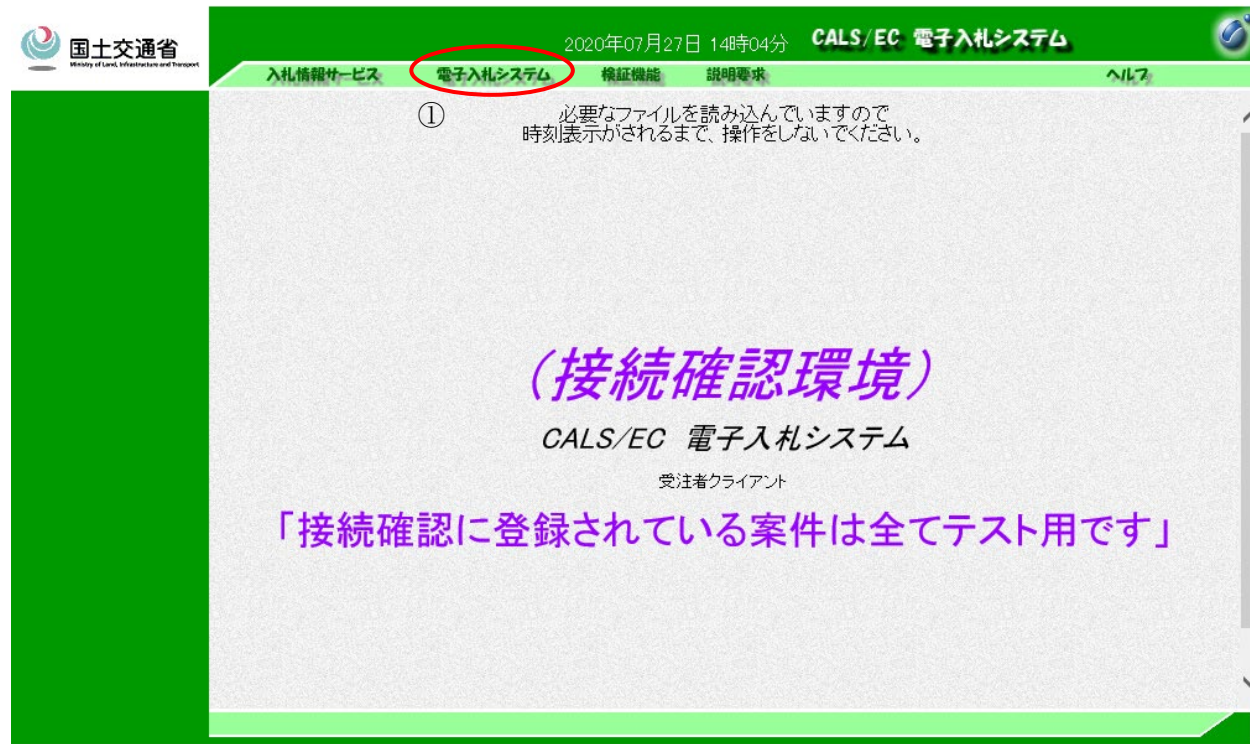 国土交通省
Ministry of Land, Infrastructure and Transport
2020年07月27日 14時04分
CALS/EC 電子入札システム
入札情報サービス 電子入札システム 検証機能 説明要求 ヘルプ
①
必要なファイルを読み込んでいますので
時刻表示がされるまで、操作をしないでください。
（接続確認環境）
CALS/EC 電子入札システム
受注者クライアント
「接続確認に登録されている案件は全てテスト用です」